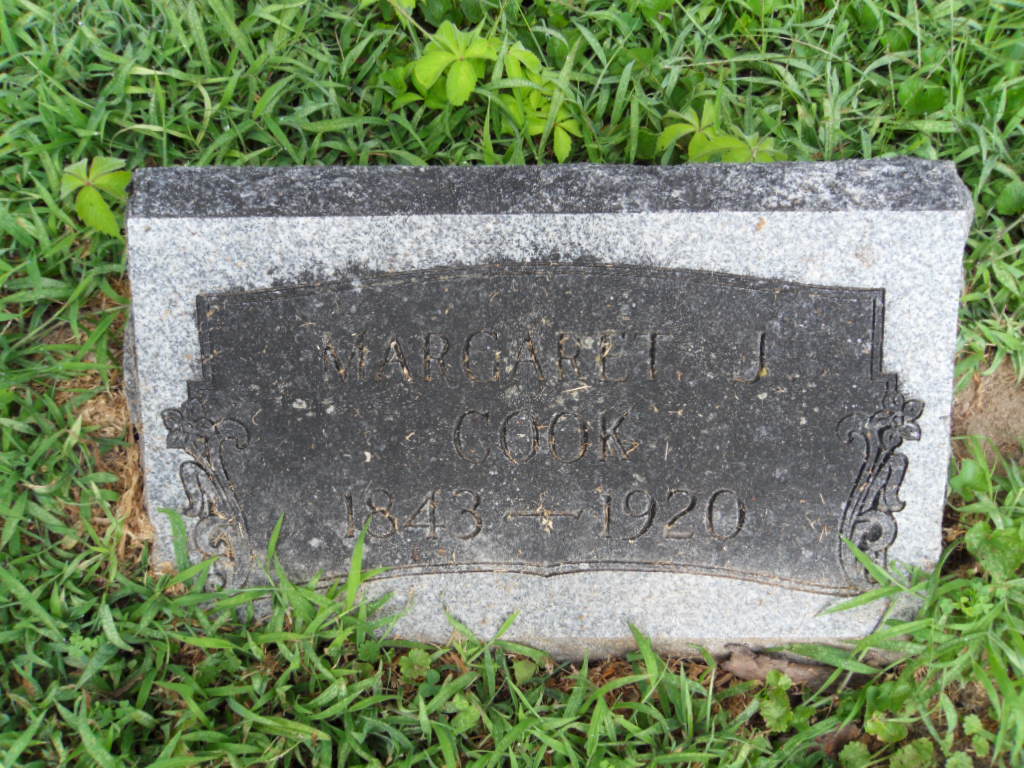 MARGARET. J
COOK
1843 — 1920